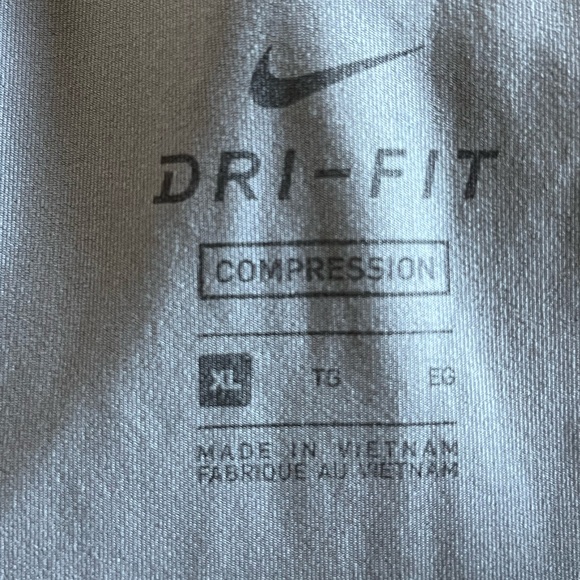 DRI-FIT
COMPRESSION
XL TG EG
MADE IN VIETNAM
FABRIQUE AU VIETNAM